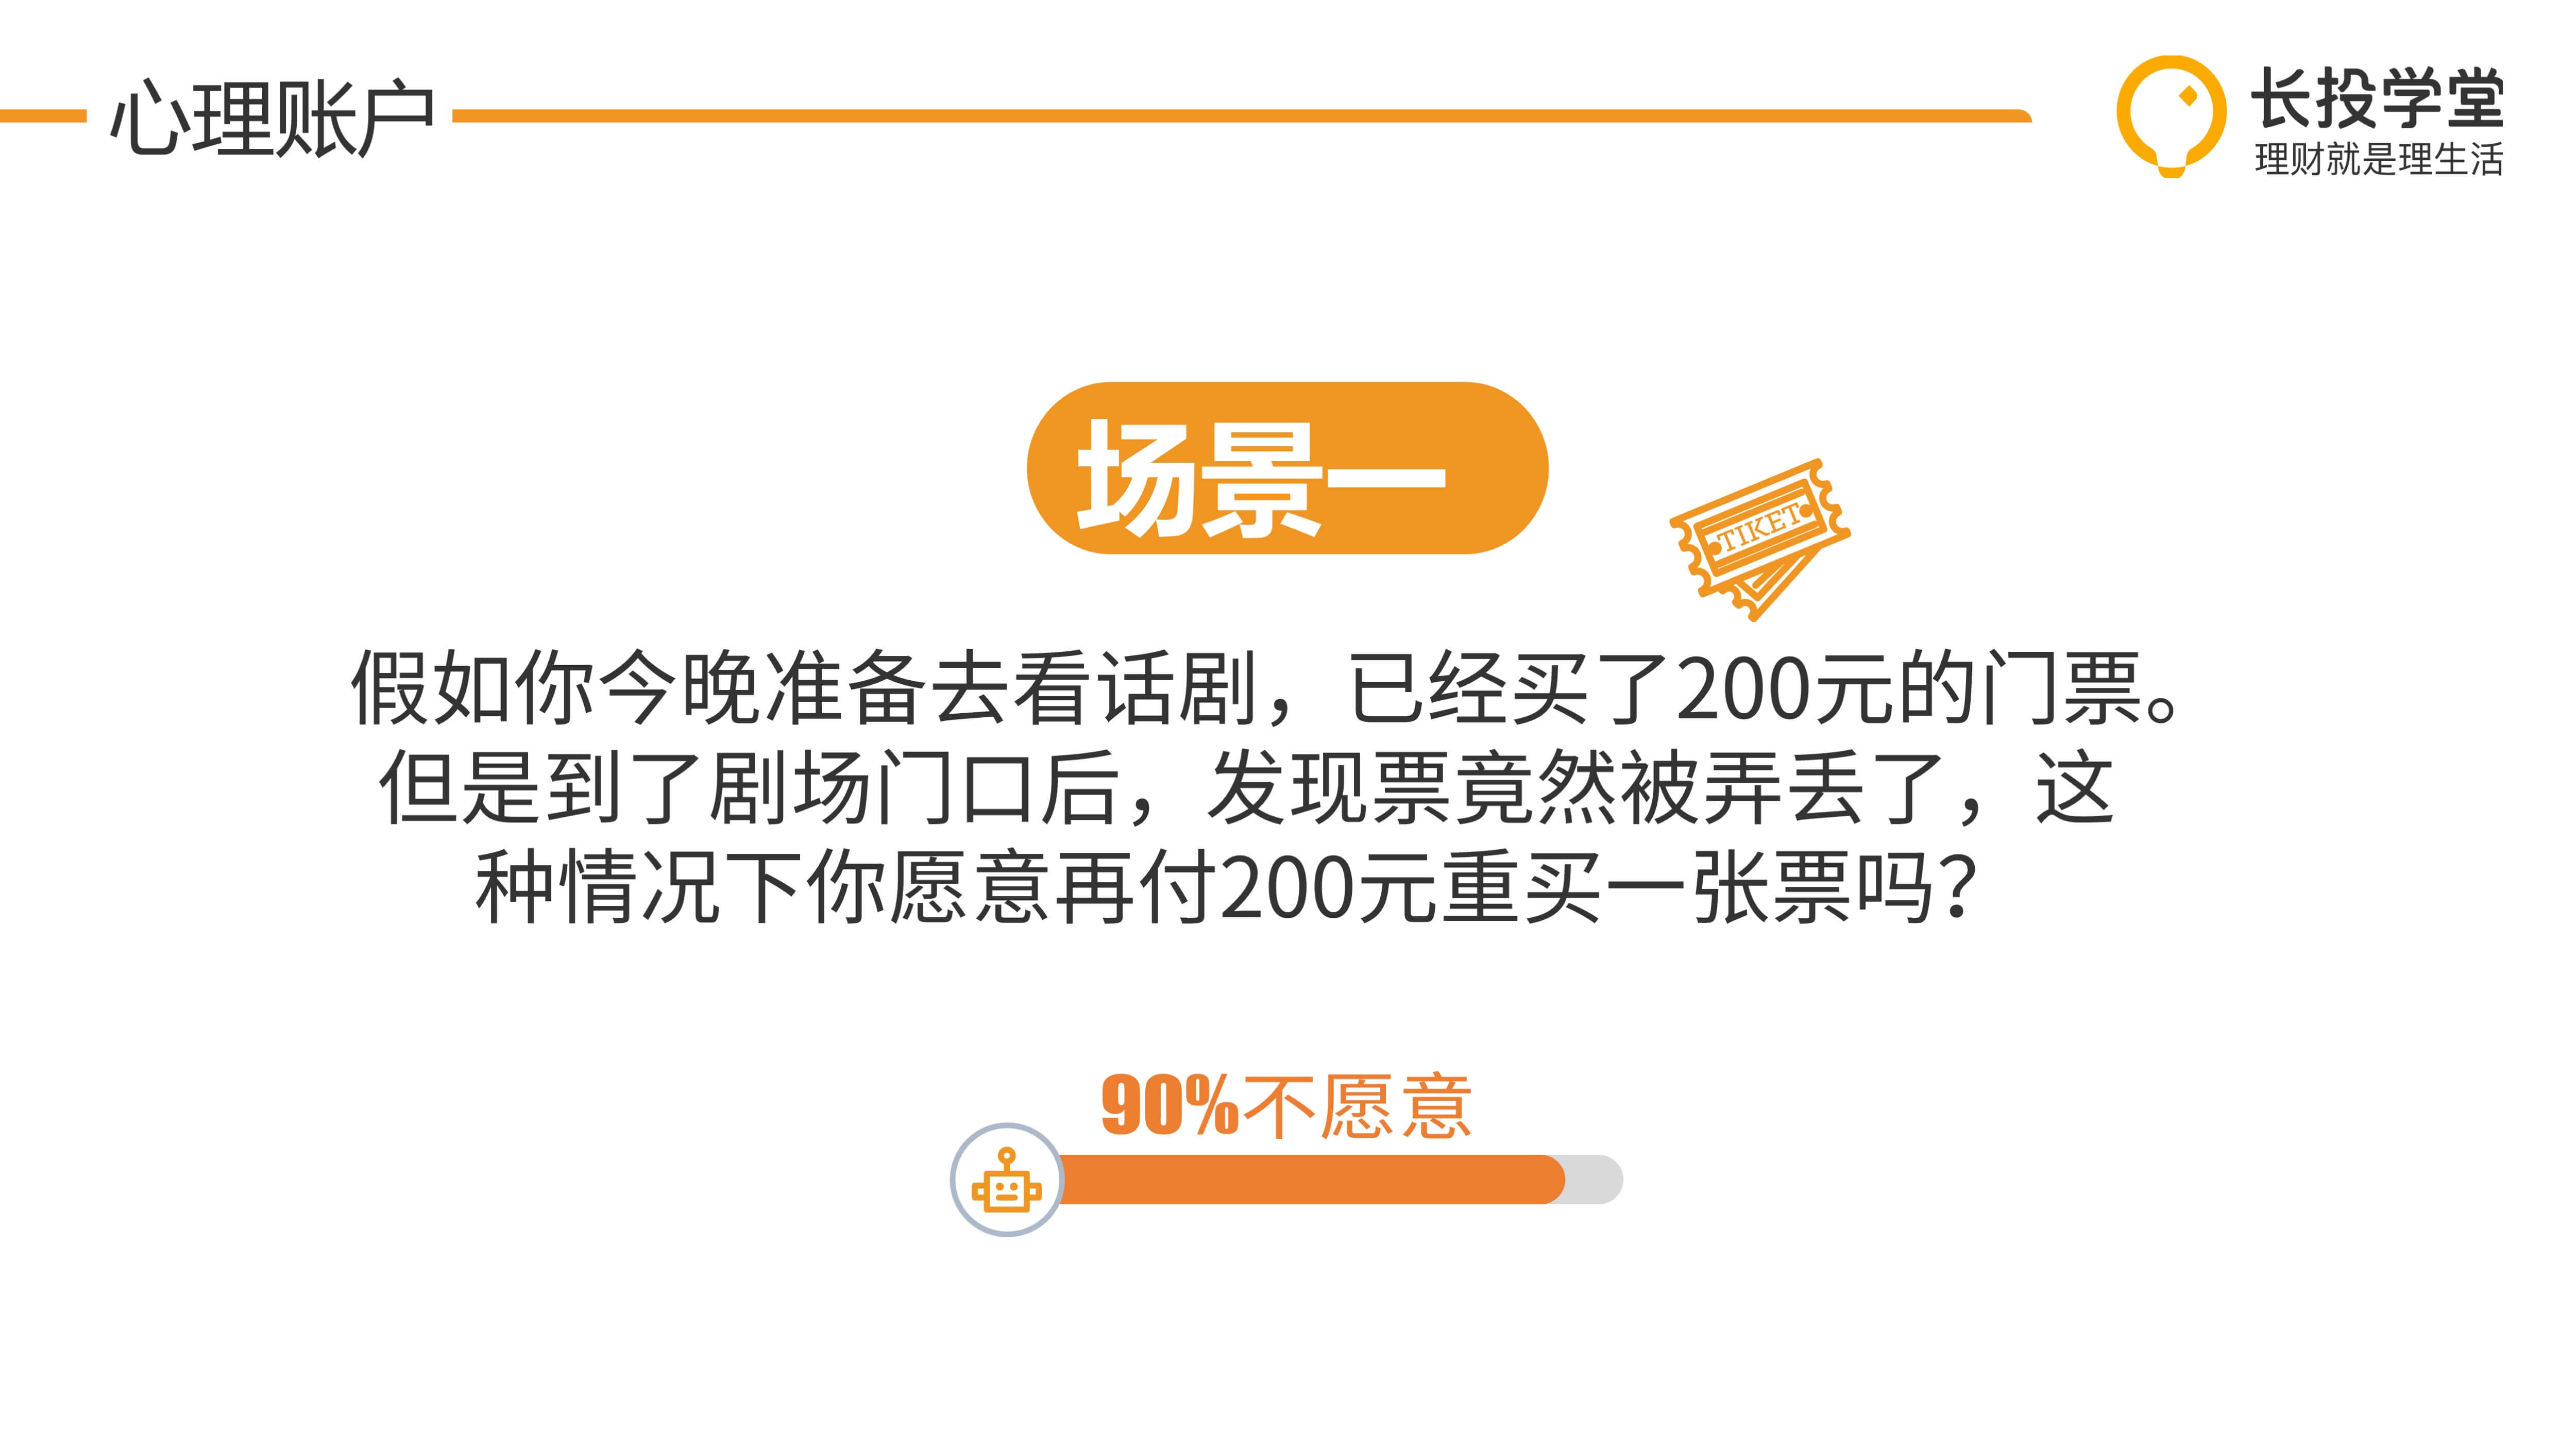 心理账户
长投学堂
理财就是理生活
场景一
TIKET
假如你今晚准备去看话剧，已经买了200元的门票。
但是到了剧场门口后，发现票竟然被弄丢了，这
种情况下你愿意再付200元重买一张票吗？
90%不愿意